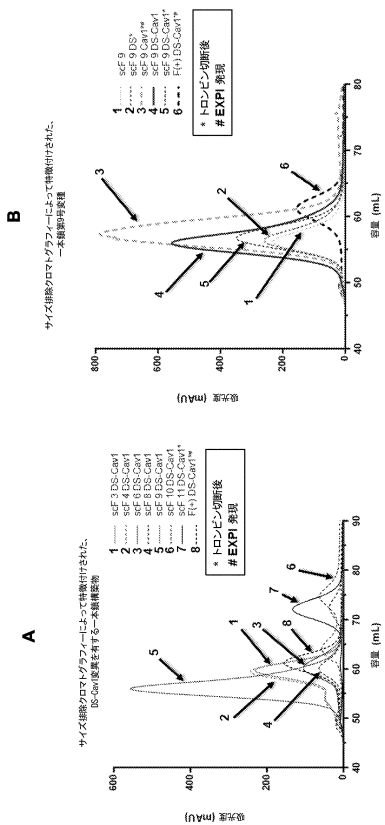 A
サイズ排除クロマトグラフィーによって特徴付けされた、
DS-Cav1変異を有する一本鎖構築物
1 scF 3 DS-Cav1
2 scF 4 DS-Cav1
3 scF 6 DS-Cav1
4 scF 8 DS-Cav1
5 scF 9 DS-Cav1
6 scF 10 DS-Cav1
7 scF 11 DS-Cav1*
8 F(+) DS-Cav1*#
* トロンビン切断後
# EXPI 発現
吸光度 (mAU)
600
400
200
0
40
50
60
70
80
90
容量 (mL)
1
2
3
4
5
6
7
8
B
サイズ排除クロマトグラフィーによって特徴付けされた、
一本鎖第9号変種
1 scF 9
2 scF 9 DS*
3 scF 9 Cav1*#
4 scF 9 DS-Cav1
5 scF 9 DS-Cav1*
6 F(+) DS-Cav1*#
* トロンビン切断後
# EXPI 発現
吸光度 (mAU)
800
600
400
200
0
40
50
60
70
80
容量 (mL)
1
2
3
4
5
6